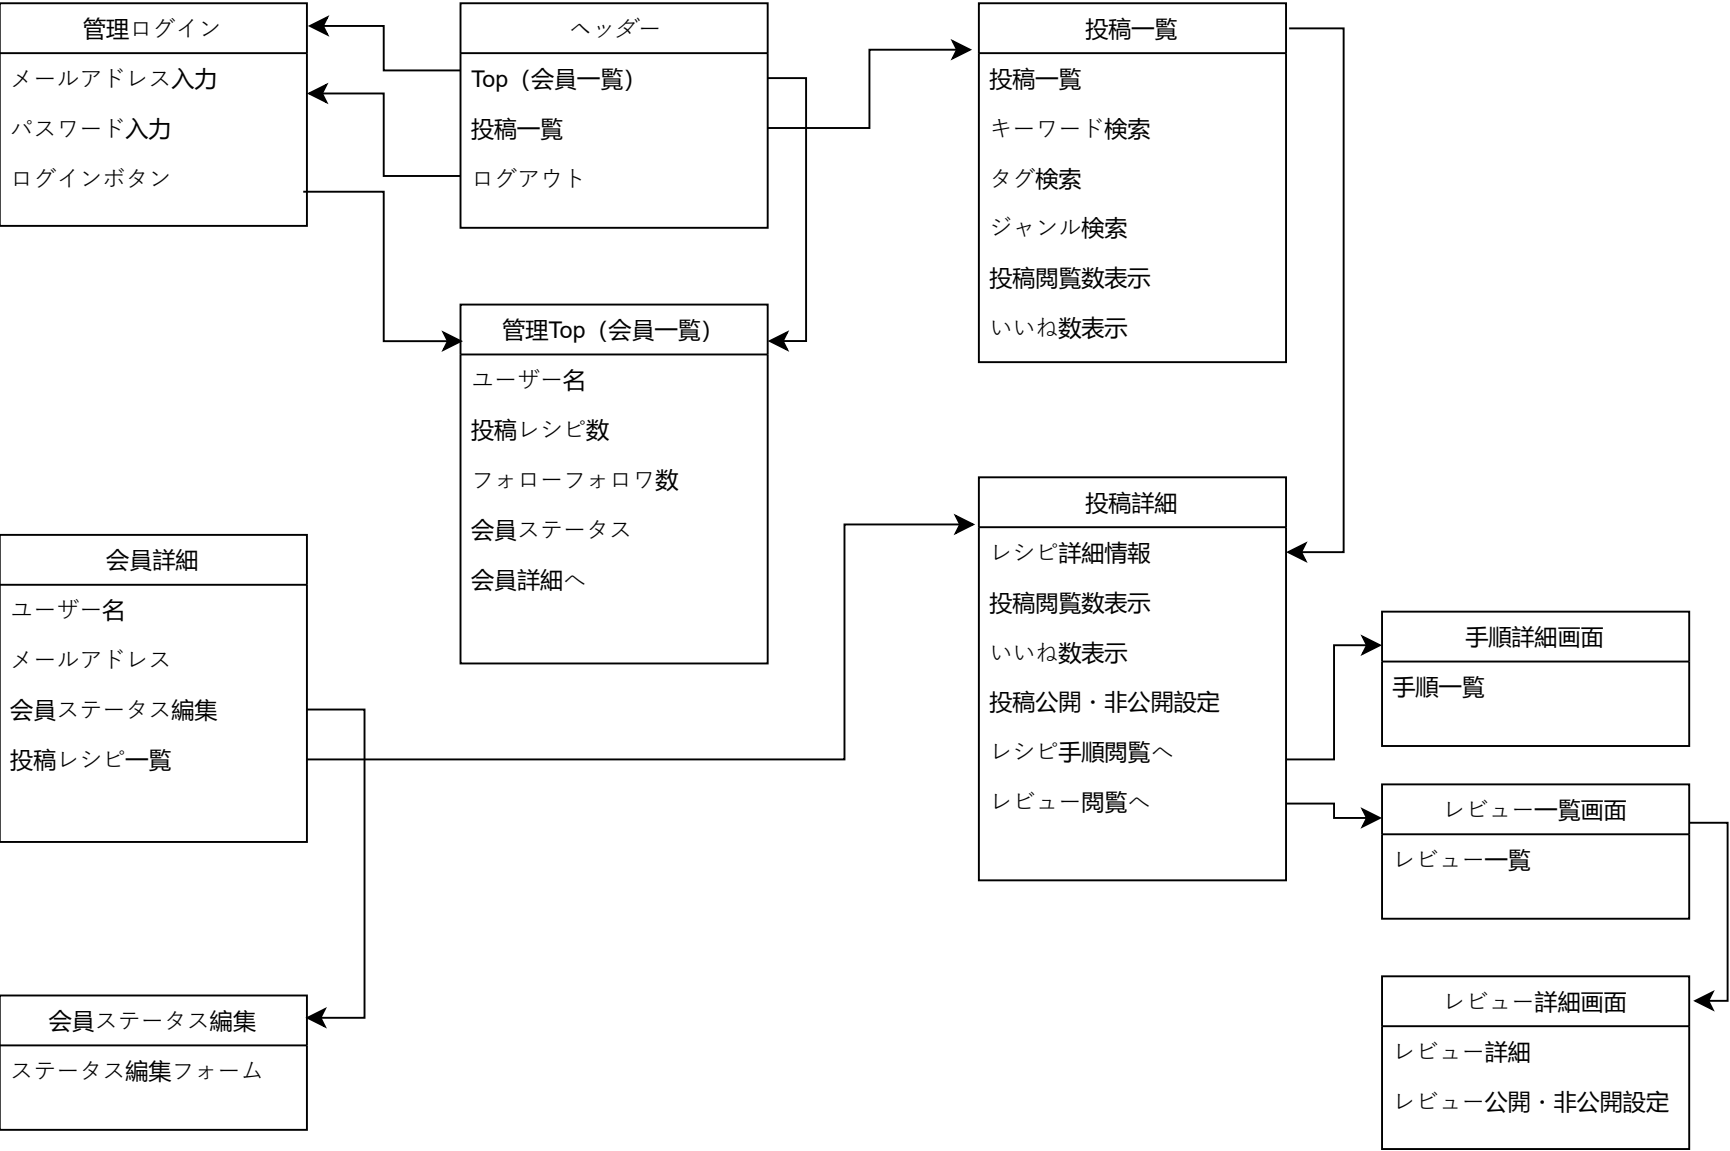 管理ログイン
メールアドレス入力
パスワード入力
ログインボタン
ヘッダー
Top（会員一覧）
投稿一覧
ログアウト
投稿一覧
投稿一覧
キーワード検索
タグ検索
ジャンル検索
投稿閲覧数表示
いいね数表示
管理Top（会員一覧）
ユーザー名
投稿レシピ数
フォローフォロワ数
会員ステータス
会員詳細へ
会員詳細
ユーザー名
メールアドレス
会員ステータス編集
投稿レシピ一覧
投稿詳細
レシピ詳細情報
投稿閲覧数表示
いいね数表示
投稿公開・非公開設定
レシピ手順閲覧へ
レビュー閲覧へ
手順詳細画面
手順一覧
レビュー一覧画面
レビュー一覧
会員ステータス編集
ステータス編集フォーム
レビュー詳細画面
レビュー詳細
レビュー公開・非公開設定